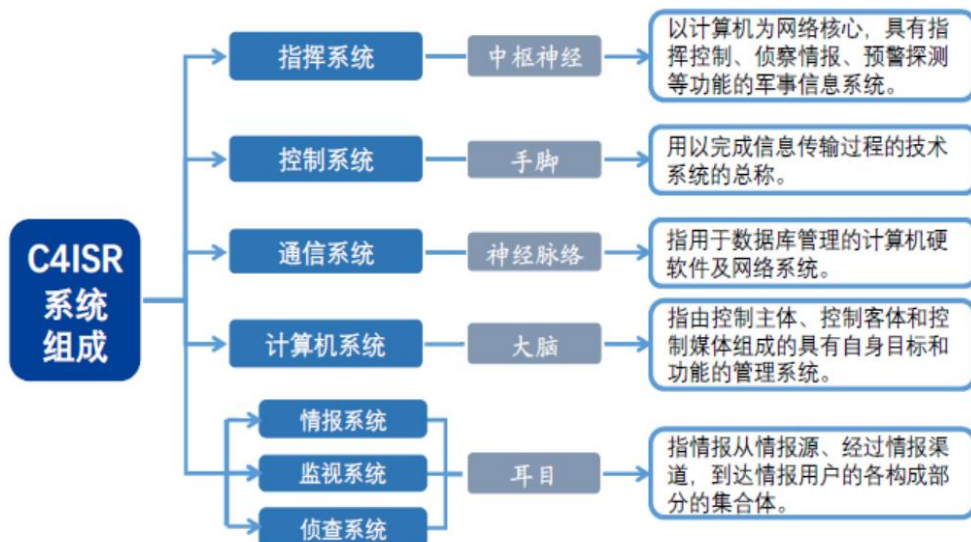 C4ISR
系统
组成
指挥系统
中枢神经
以计算机为网络核心，具有指
挥控制、侦察情报、预警探测
等功能的军事信息系统。
控制系统
手脚
用以完成信息传输过程的技术
系统的总称。
通信系统
神经脉络
指用于数据库管理的计算机硬
软件及网络系统。
计算机系统
大脑
指由控制主体、控制客体和控
制媒体组成的具有自身目标和
功能的管理系统。
情报系统
监视系统
侦查系统
耳目
指情报从情报源、经过情报渠
道，到达情报用户的各构成部
分的集合体。